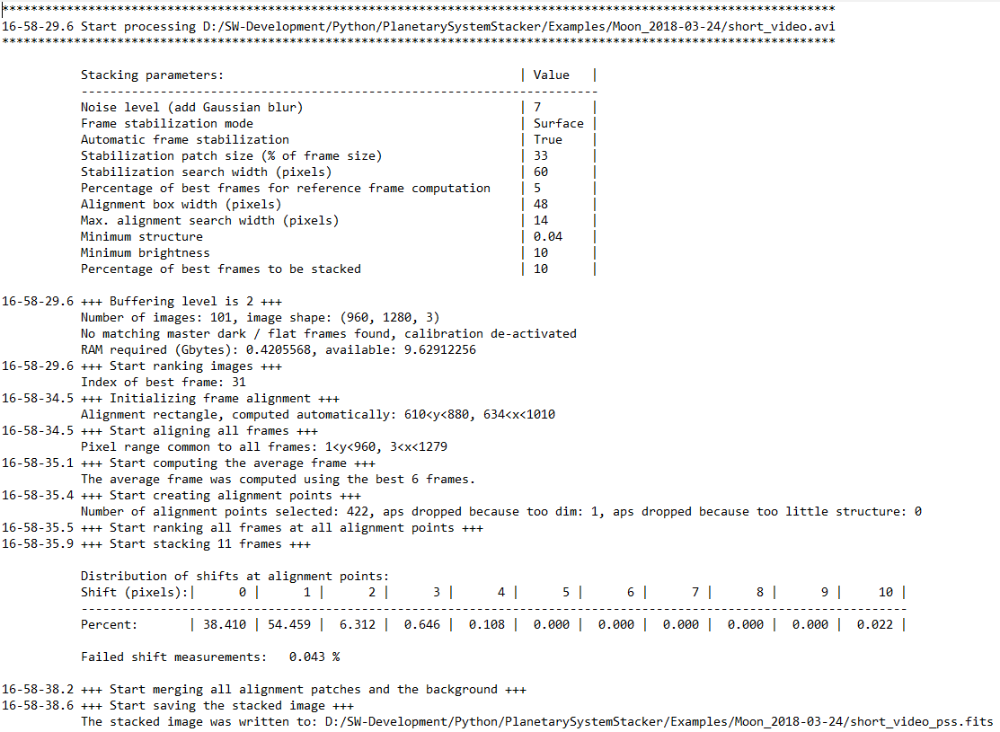 ********************************************************************************************************************
16-58-29.6 Start processing D:/SW-Development/Python/PlanetarySystemStacker/Examples/Moon_2018-03-24/short_video.avi
********************************************************************************************************************
Stacking parameters: | Value |
------------------------------------------------------------------------
Noise level (add Gaussian blur) | 7 |
Frame stabilization mode | Surface |
Automatic frame stabilization | True |
Stabilization patch size (% of frame size) | 33 |
Stabilization search width (pixels) | 60 |
Percentage of best frames for reference frame computation | 5 |
Alignment box width (pixels) | 48 |
Max. alignment search width (pixels) | 14 |
Minimum structure | 0.04 |
Minimum brightness | 10 |
Percentage of best frames to be stacked | 10 |
16-58-29.6 +++ Buffering level is 2 +++
Number of images: 101, image shape: (960, 1280, 3)
No matching master dark / flat frames found, calibration de-activated
RAM required (Gbytes): 0.4205568, available: 9.62912256
16-58-29.6 +++ Start ranking images +++
Index of best frame: 31
16-58-34.5 +++ Initializing frame alignment +++
Alignment rectangle, computed automatically: 610<y<880, 634<x<1010
16-58-34.5 +++ Start aligning all frames +++
Pixel range common to all frames: 1<y<960, 3<x<1279
16-58-35.1 +++ Start computing the average frame +++
The average frame was computed using the best 6 frames.
16-58-35.4 +++ Start creating alignment points +++
Number of alignment points selected: 422, aps dropped because too dim: 1, aps dropped because too little structure: 0
16-58-35.5 +++ Start ranking all frames at all alignment points +++
16-58-35.9 +++ Start stacking 11 frames +++
Distribution of shifts at alignment points:
Shift (pixels):| 0 | 1 | 2 | 3 | 4 | 5 | 6 | 7 | 8 | 9 | 10 |
-------------------------------------------------------------------------------------------------------------------
Percent: | 38.410 | 54.459 | 6.312 | 0.646 | 0.108 | 0.000 | 0.000 | 0.000 | 0.000 | 0.000 | 0.022 |
Failed shift measurements: 0.043 %
16-58-38.2 +++ Start merging all alignment patches and the background +++
16-58-38.6 +++ Start saving the stacked image +++
The stacked image was written to: D:/SW-Development/Python/PlanetarySystemStacker/Examples/Moon_2018-03-24/short_video_pss.fits